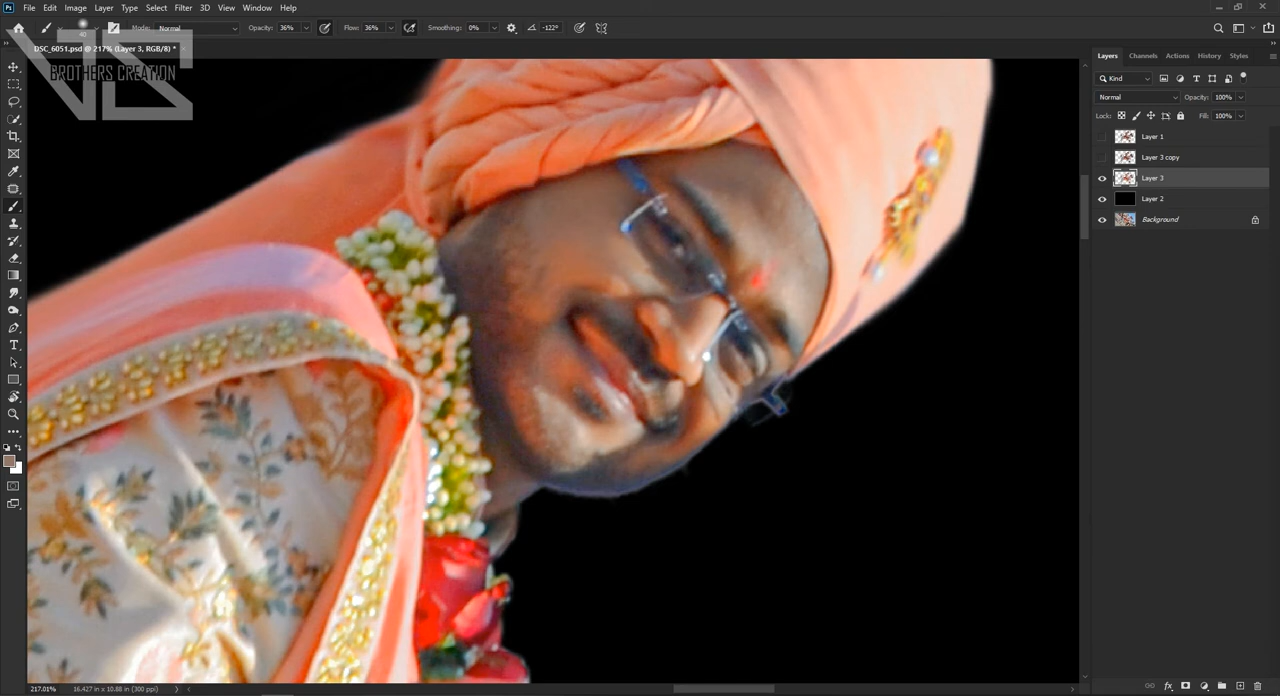 File Edit Image Layer Type Select Filter 3D View Window Help
Mode: Normal Opacity: 36% Flow: 36% Smoothing: 0% -122°
DSC_6051.psd @ 217% (Layer 3, RGB/8) *
BROTHERS CREATION
40
Layers Channels Actions History Styles
Kind
Normal Opacity: 100%
Lock: Fill: 100%
Layer 1
Layer 3 copy
Layer 3
Layer 2
Background
217.01% 16.427 in x 10.88 in (300 ppi)